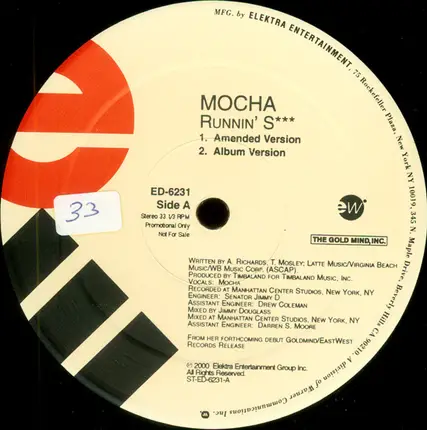 MFG. by ELEKTRA ENTERTAINMENT, 75 Rockefeller Plaza, New York NY 10019, 345 N. Maple Drive, Beverly Hills CA 90210. A division of Warner Communications Inc.
MOCHA
RUNNIN' S***
1. Amended Version
2. Album Version
ED-6231
Side A
Stereo 33 1/3 RPM
Promotional Only
Not For Sale
33
ew
THE GOLD MIND, INC.
WRITTEN BY A. RICHARDS, T. MOSLEY; LATTE MUSIC/VIRGINIA BEACH
MUSIC/WB MUSIC CORP. (ASCAP).
PRODUCED BY TIMBALAND FOR TIMBALAND MUSIC, INC.
VOCALS: MOCHA
RECORDED AT MANHATTAN CENTER STUDIOS, NEW YORK, NY
ENGINEER: SENATOR JIMMY D
ASSISTANT ENGINEER: DREW COLEMAN
MIXED BY JIMMY DOUGLASS
MIXED AT MANHATTAN CENTER STUDIOS, NEW YORK, NY
ASSISTANT ENGINEER: DARREN S. MOORE
FROM HER FORTHCOMING DEBUT GOLDMIND/EASTWEST
RECORDS RELEASE
℗ 2000 Elektra Entertainment Group Inc.
All Rights Reserved.
ST-ED-6231-A